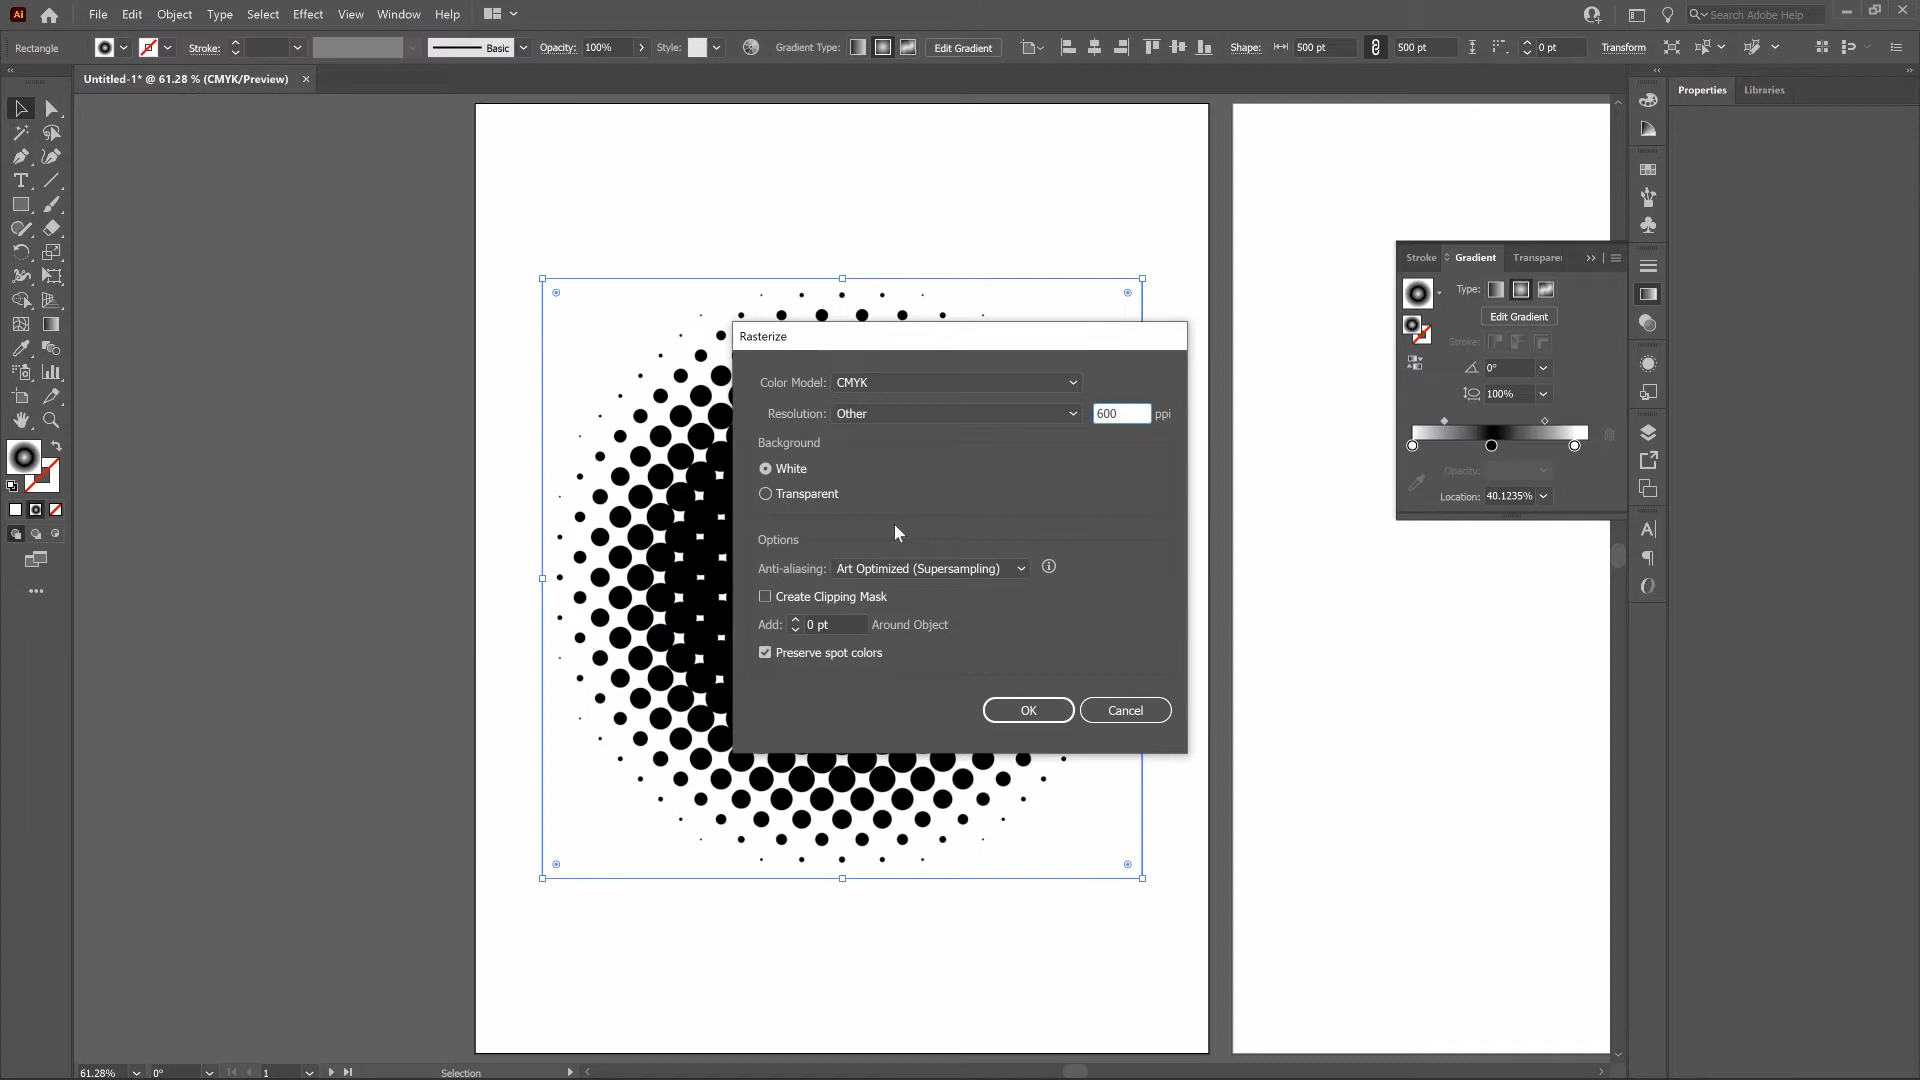 Ai File Edit Object Type Select Effect View Window Help Search Adobe Help
Rectangle Stroke: Basic Opacity: 100% Style: Gradient Type: Edit Gradient Shape: 500 pt 500 pt 0 pt Transform
Untitled-1* @ 61.28 % (CMYK/Preview) ×
Properties Libraries
Stroke Gradient Transparei
Type:
Edit Gradient
Stroke:
0°
100%
Opacity:
Location: 40.1235%
Rasterize
Color Model: CMYK
Resolution: Other 600 ppi
Background
White
Transparent
Options
Anti-aliasing: Art Optimized (Supersampling)
Create Clipping Mask
Add: 0 pt Around Object
Preserve spot colors
OK Cancel
61.28% 0° 1 Selection